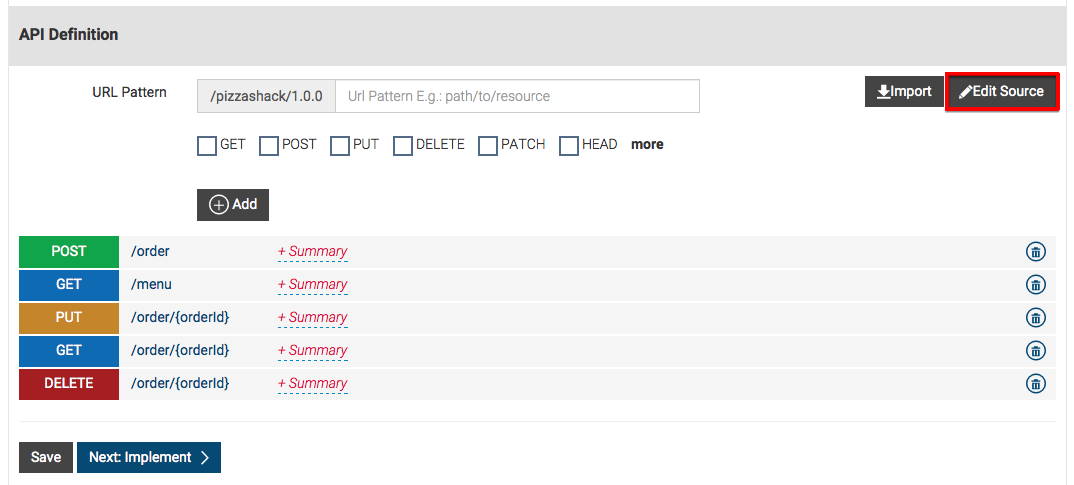 API Definition
URL Pattern /pizzashack/1.0.0 Url Pattern E.g.: path/to/resource Import Edit Source
GET POST PUT DELETE PATCH HEAD more
Add
POST /order + Summary
GET /menu + Summary
PUT /order/{orderId} + Summary
GET /order/{orderId} + Summary
DELETE /order/{orderId} + Summary
Save Next: Implement